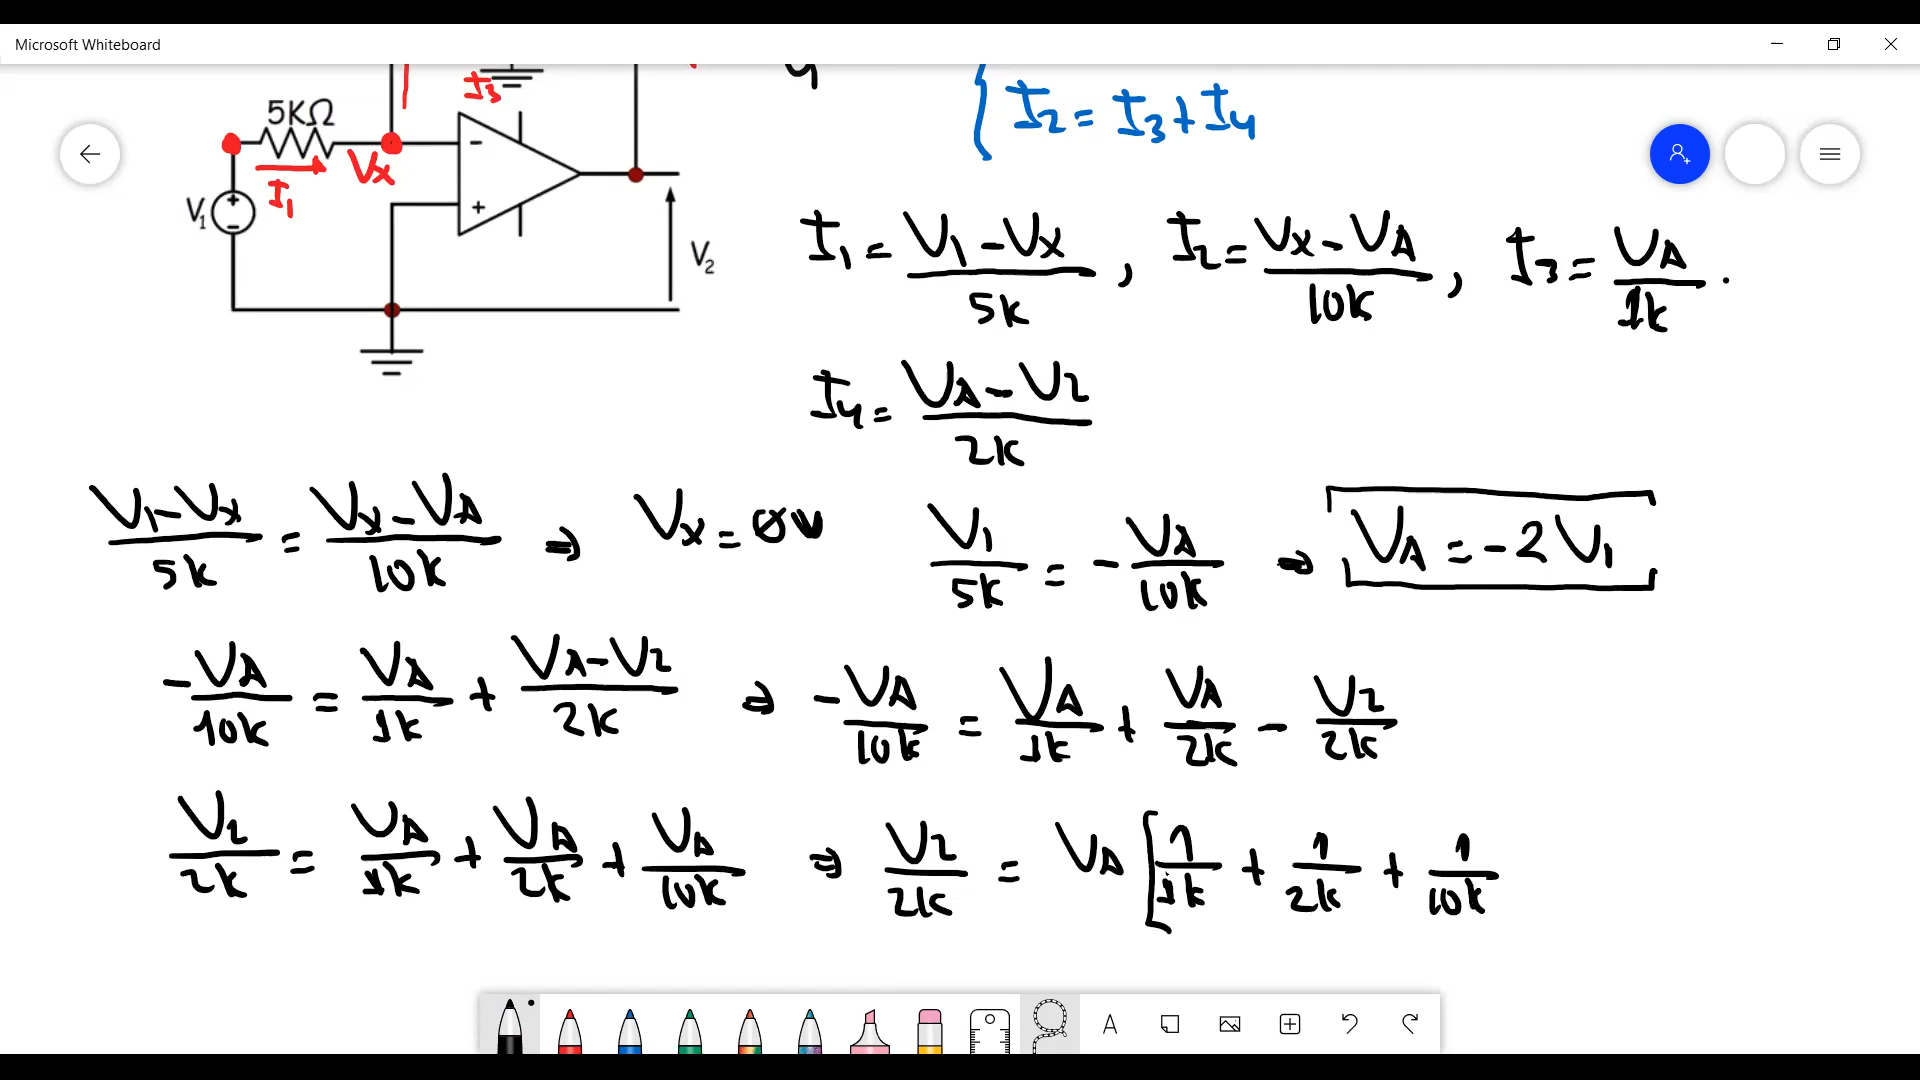 Microsoft Whiteboard
I3
I2 = I3 + I4
5KΩ
Vx
I1
V1
V2
I1 = (V1 - Vx)/5k , I2 = (Vx - VA)/10k , I3 = VA/1k .
I4 = (VA - V2)/2k
(V1 - Vx)/5k = (Vx - VA)/10k ⇒ Vx = 0V V1/5k = - VA/10k ⇒ VA = -2V1
-VA/10k = VA/1k + (VA - V2)/2k ⇒ -VA/10k = VA/1k + VA/2k - V2/2k
V2/2k = VA/1k + VA/2k + VA/10k ⇒ V2/2k = VA [1/1k + 1/2k + 1/10k